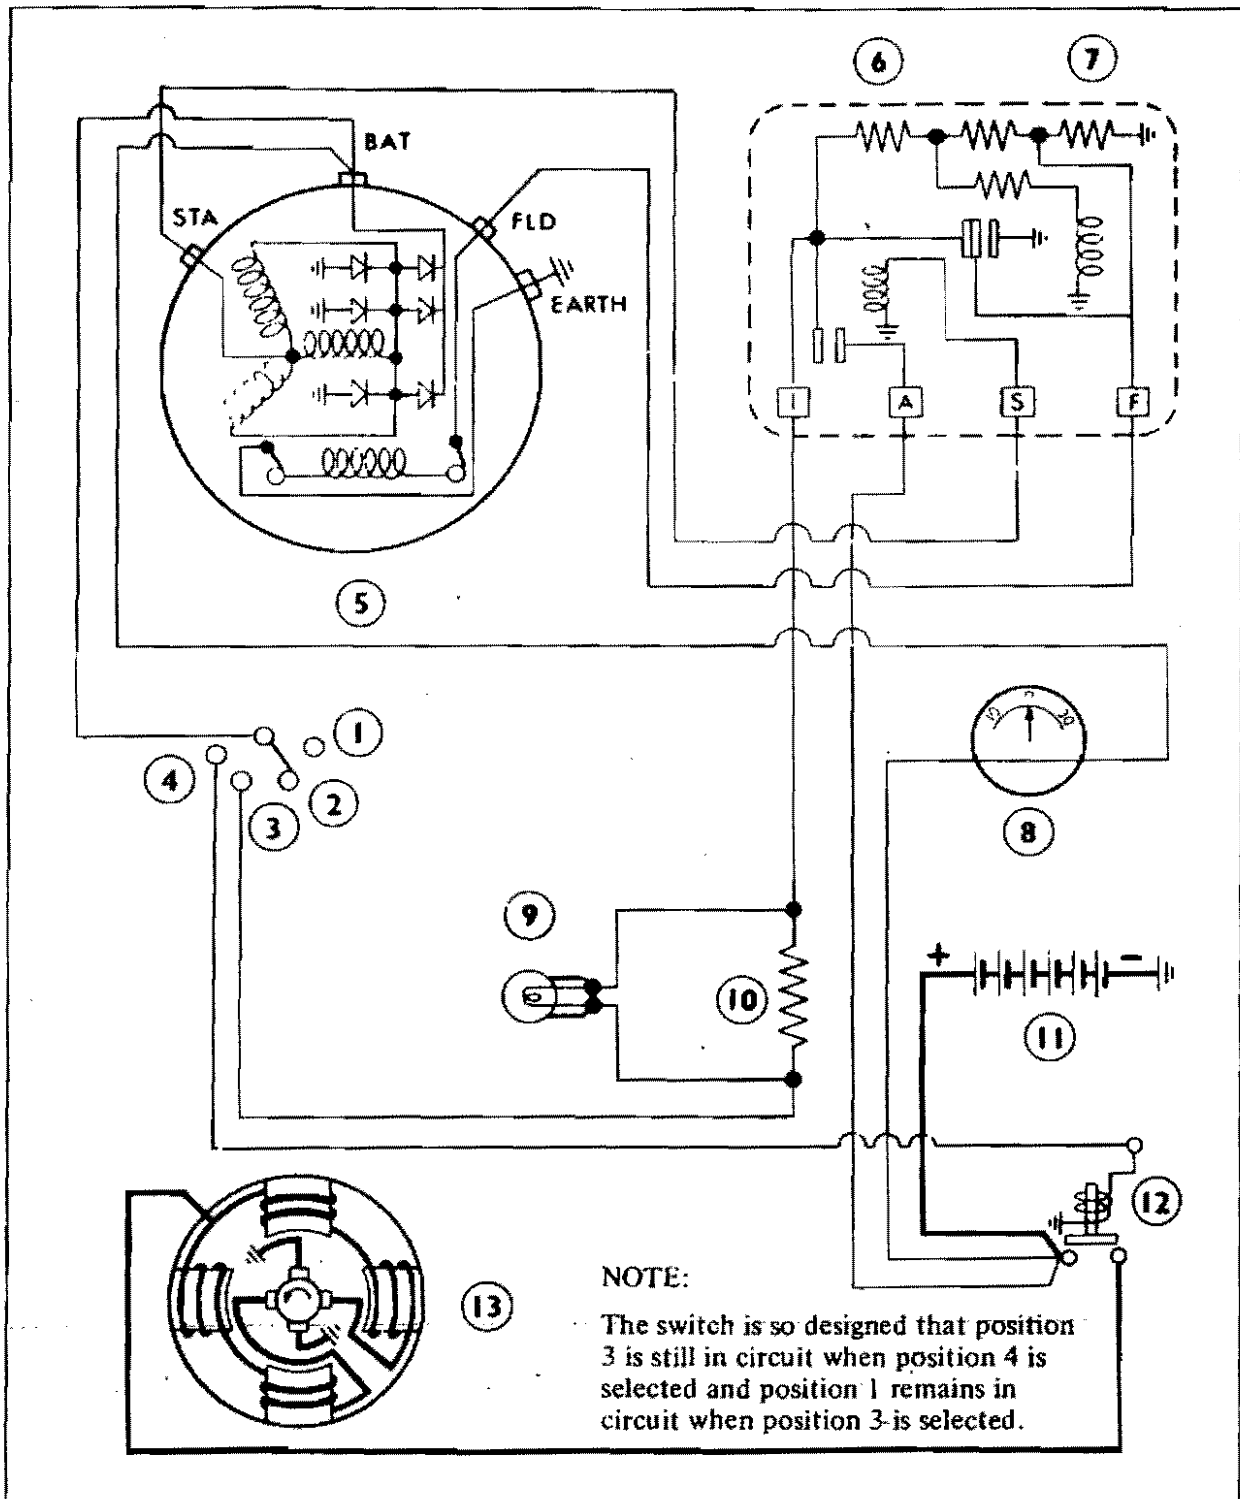 6
7
BAT
STA
FLD
EARTH
I
A
S
F
5
1
4
2
3
8
9
+
-
10
11
12
13
NOTE:
The switch is so designed that position
3 is still in circuit when position 4 is
selected and position 1 remains in
circuit when position 3 is selected.